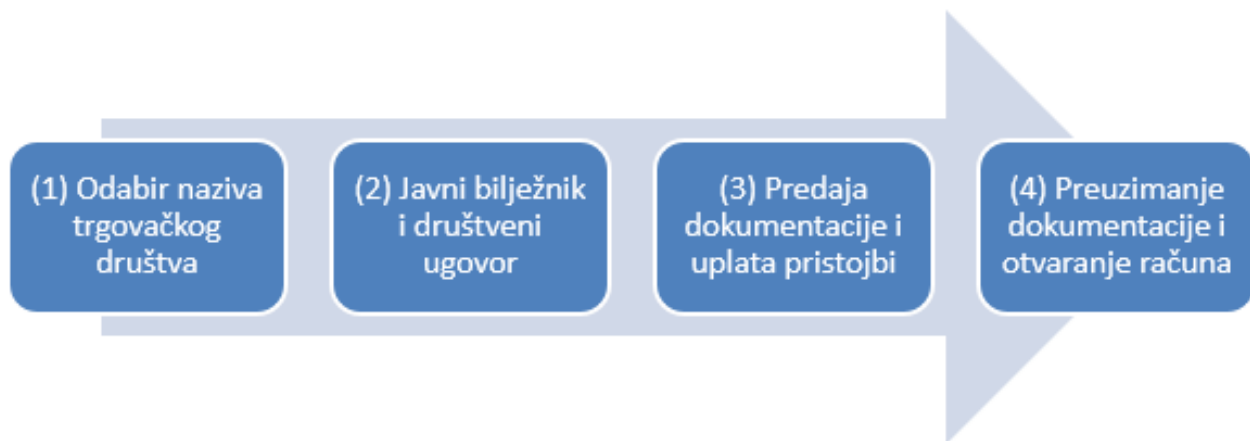 (1) Odabir naziva
trgovačkog
društva
(2) Javni bilježnik
i društveni
ugovor
(3) Predaja
dokumentacije i
uplata pristojbi
(4) Preuzimanje
dokumentacije i
otvaranje računa